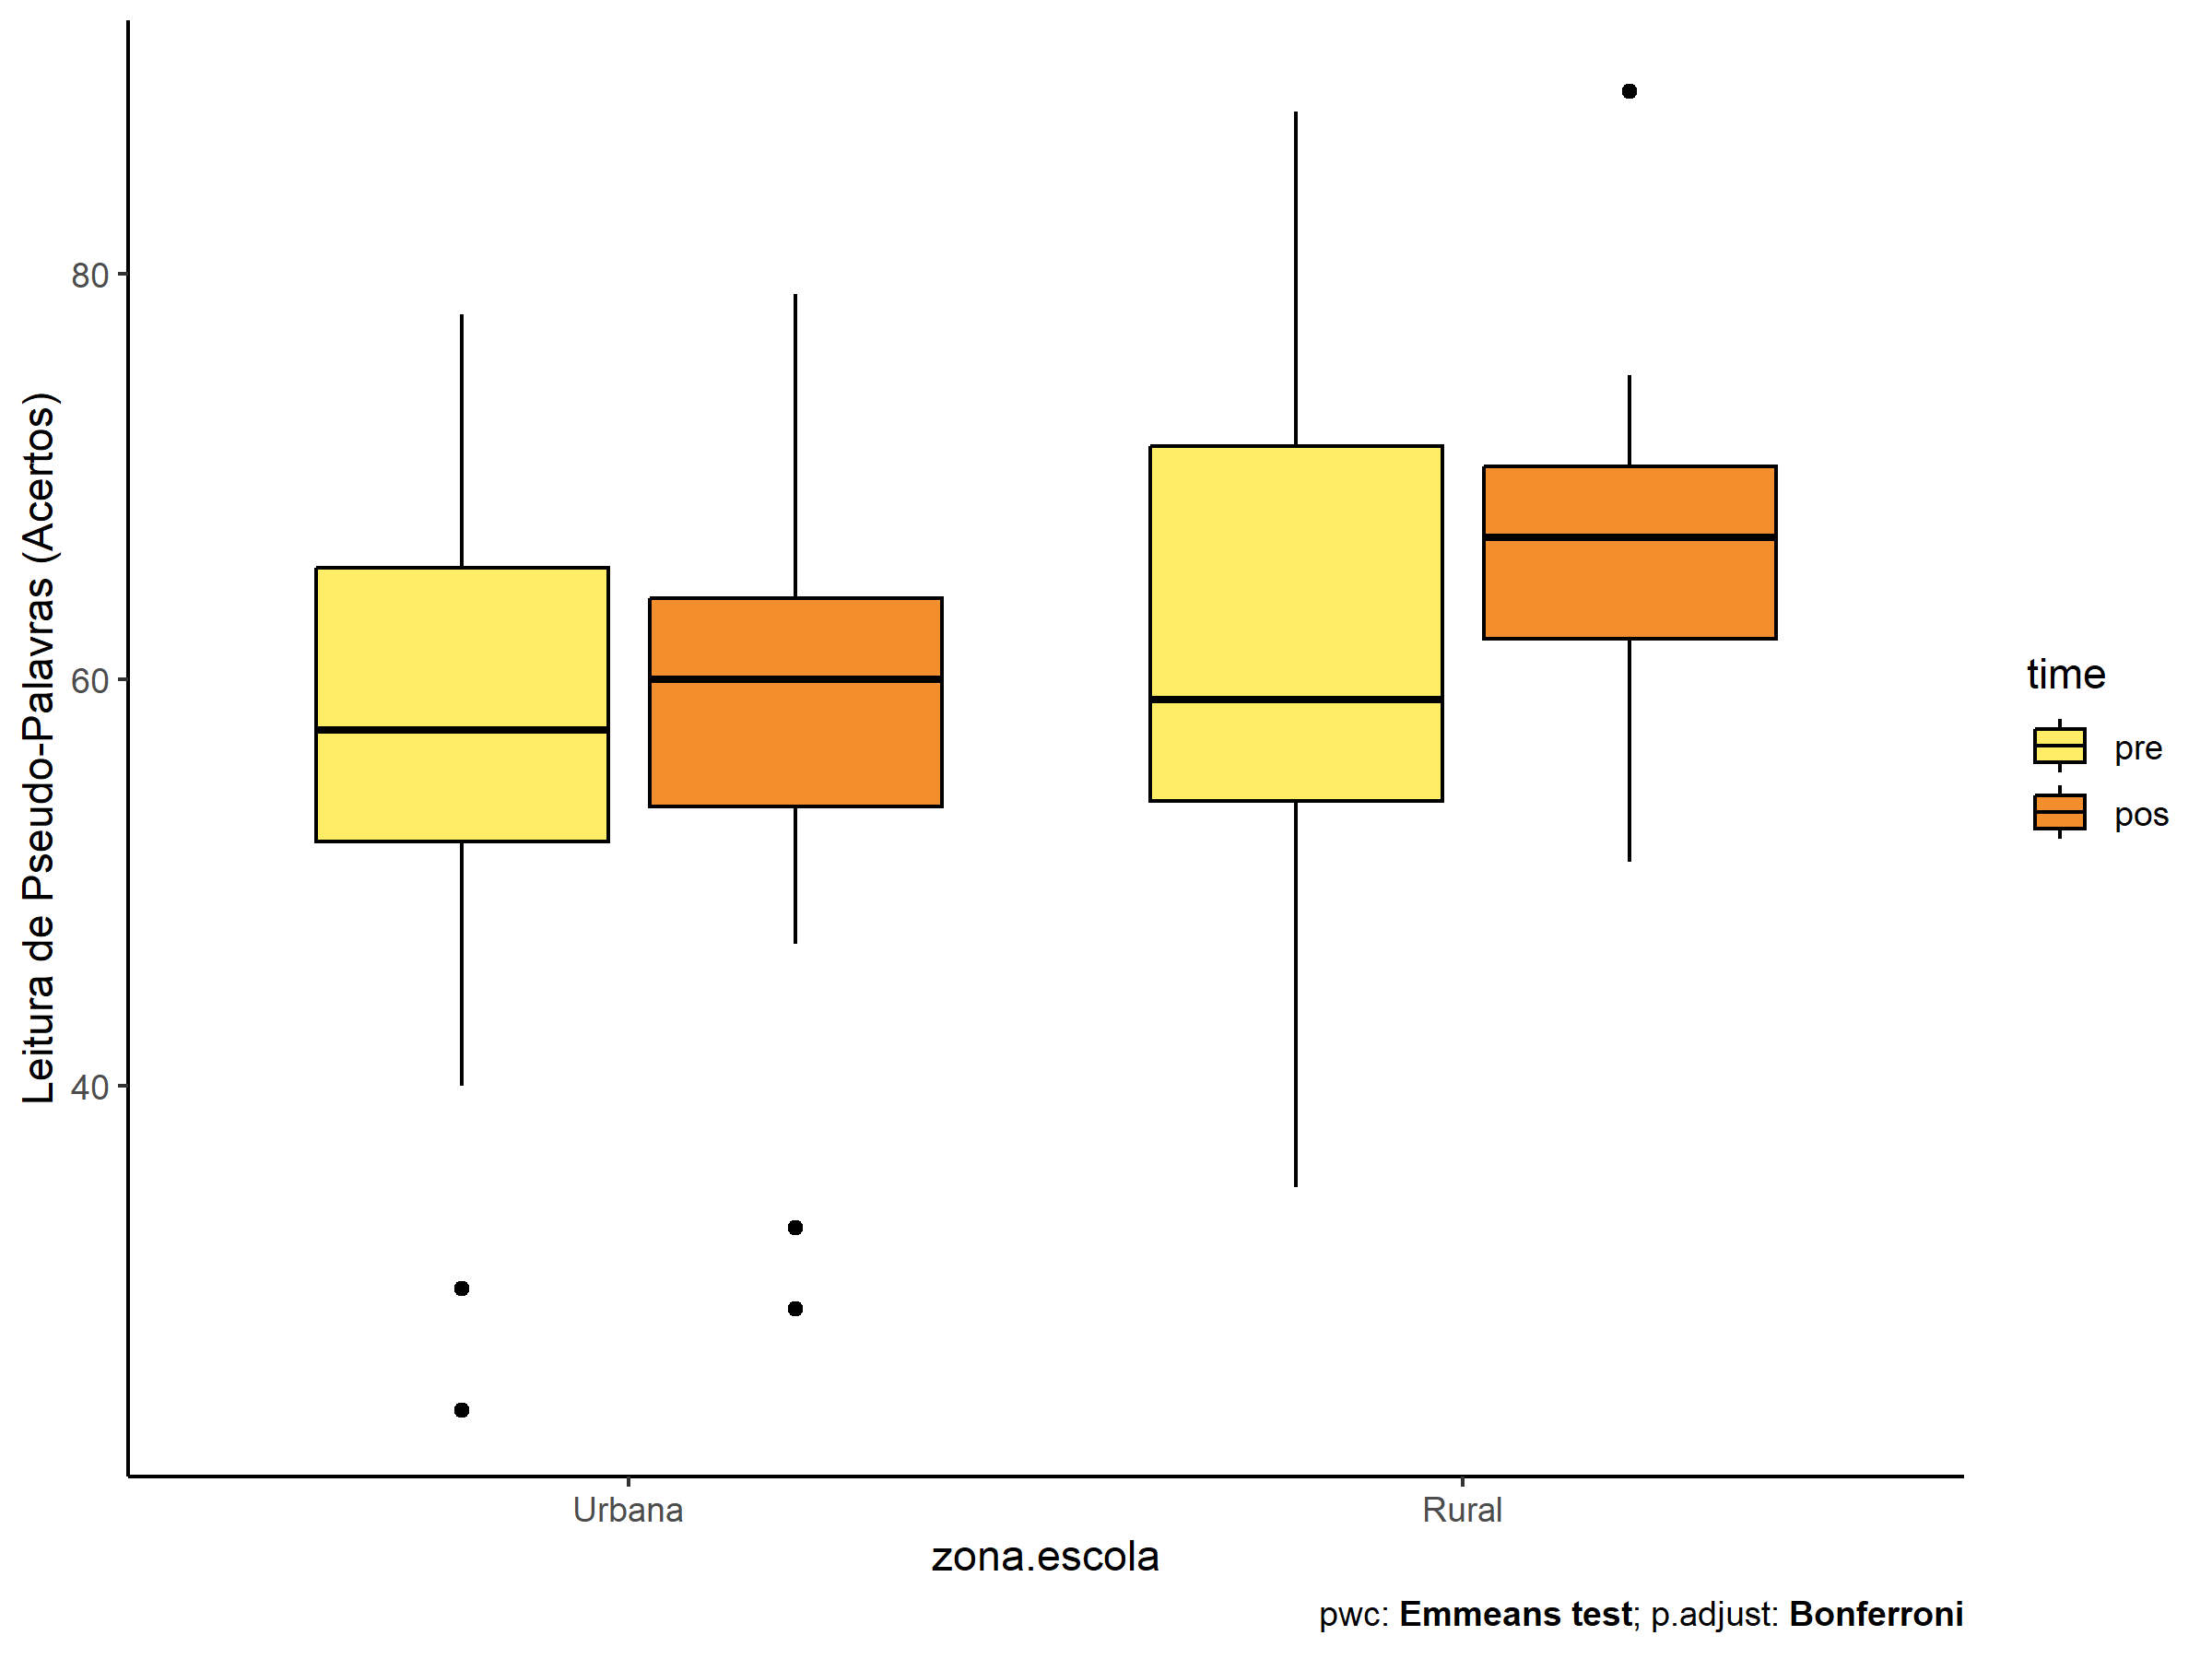 Leitura de Pseudo-Palavras (Acertos)
80
60
40
Urbana
Rural
zona.escola
time
pre
pos
pwc: Emmeans test; p.adjust: Bonferroni